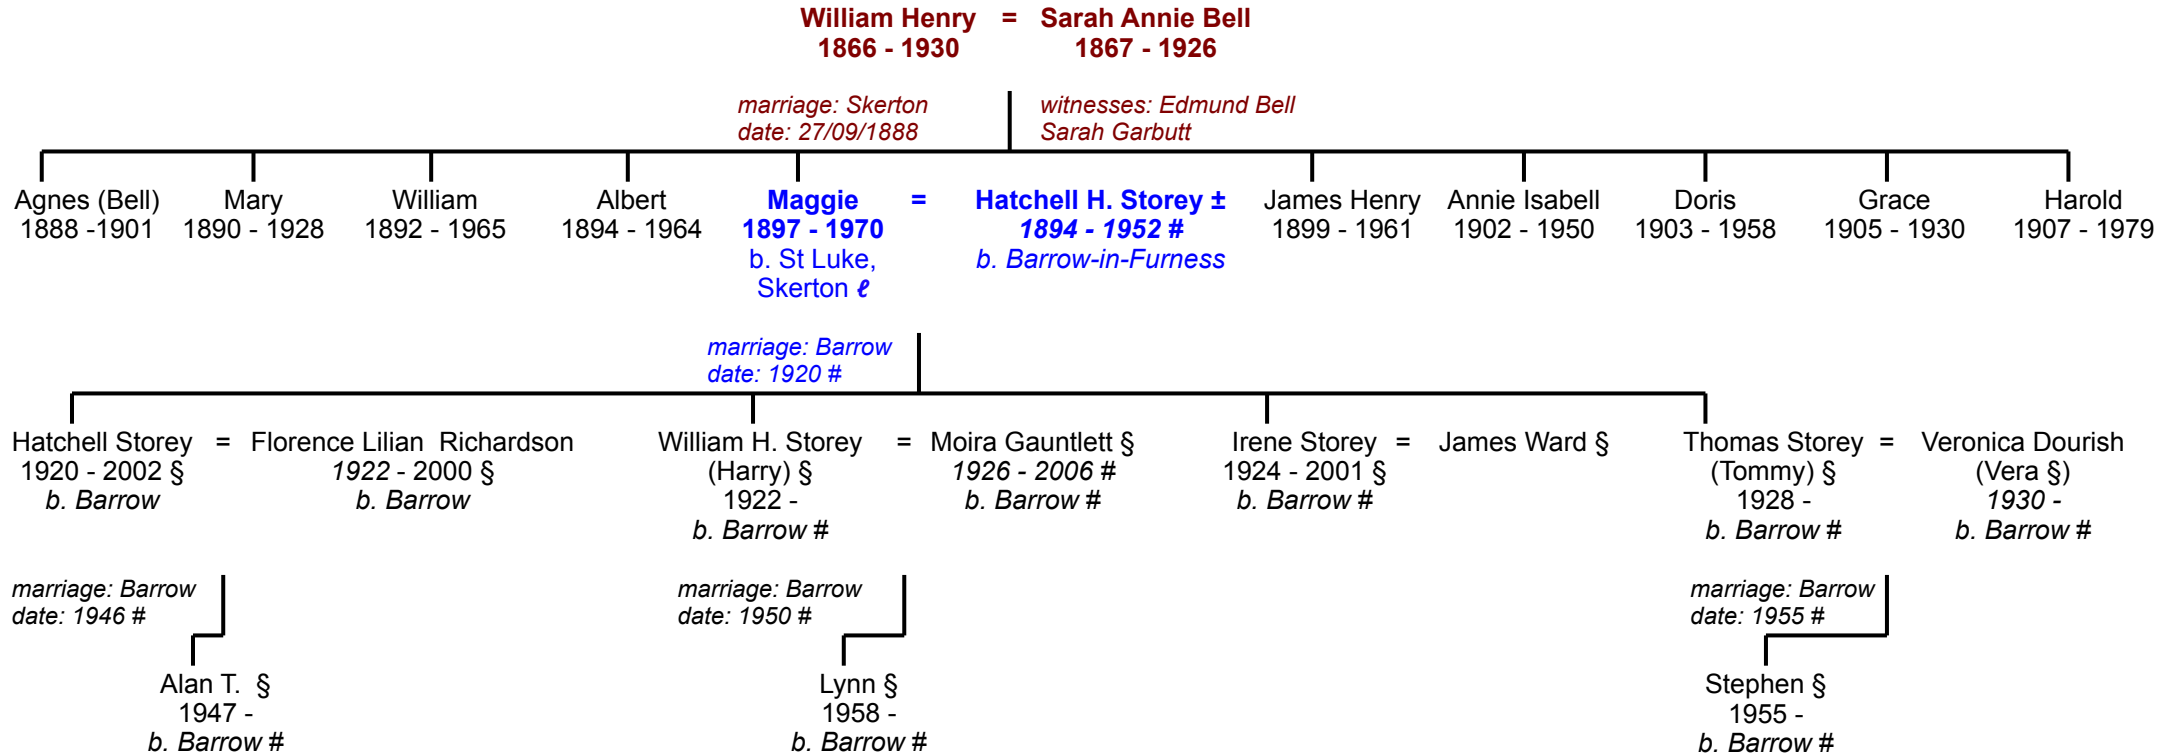 William Henry = Sarah Annie Bell
1866 - 1930 1867 - 1926
marriage: Skerton witnesses: Edmund Bell
date: 27/09/1888 Sarah Garbutt
Agnes (Bell) Mary William Albert Maggie = Hatchell H. Storey ± James Henry Annie Isabell Doris Grace Harold
1888 -1901 1890 - 1928 1892 - 1965 1894 - 1964 1897 - 1970 1894 - 1952 # 1899 - 1961 1902 - 1950 1903 - 1958 1905 - 1930 1907 - 1979
b. St Luke, b. Barrow-in-Furness
Skerton ℓ
marriage: Barrow
date: 1920 #
Hatchell Storey = Florence Lilian Richardson William H. Storey = Moira Gauntlett § Irene Storey = James Ward § Thomas Storey = Veronica Dourish
1920 - 2002 § 1922 - 2000 § (Harry) § 1926 - 2006 # 1924 - 2001 § (Tommy) § (Vera §)
b. Barrow b. Barrow 1922 - b. Barrow # b. Barrow # 1928 - 1930 -
b. Barrow # b. Barrow # b. Barrow #
marriage: Barrow marriage: Barrow marriage: Barrow
date: 1946 # date: 1950 # date: 1955 #
Alan T. § Lynn § Stephen §
1947 - 1958 - 1955 -
b. Barrow # b. Barrow # b. Barrow #